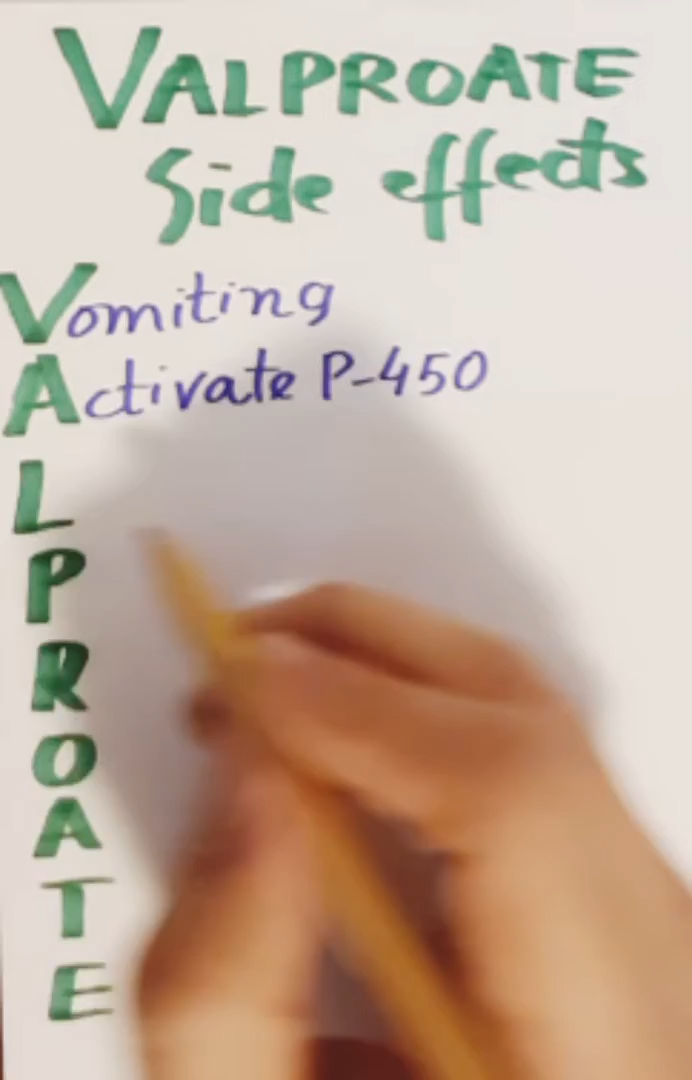 VALPROATE
Side effects
Vomiting
Activate P-450
L
P
R
O
A
T
E